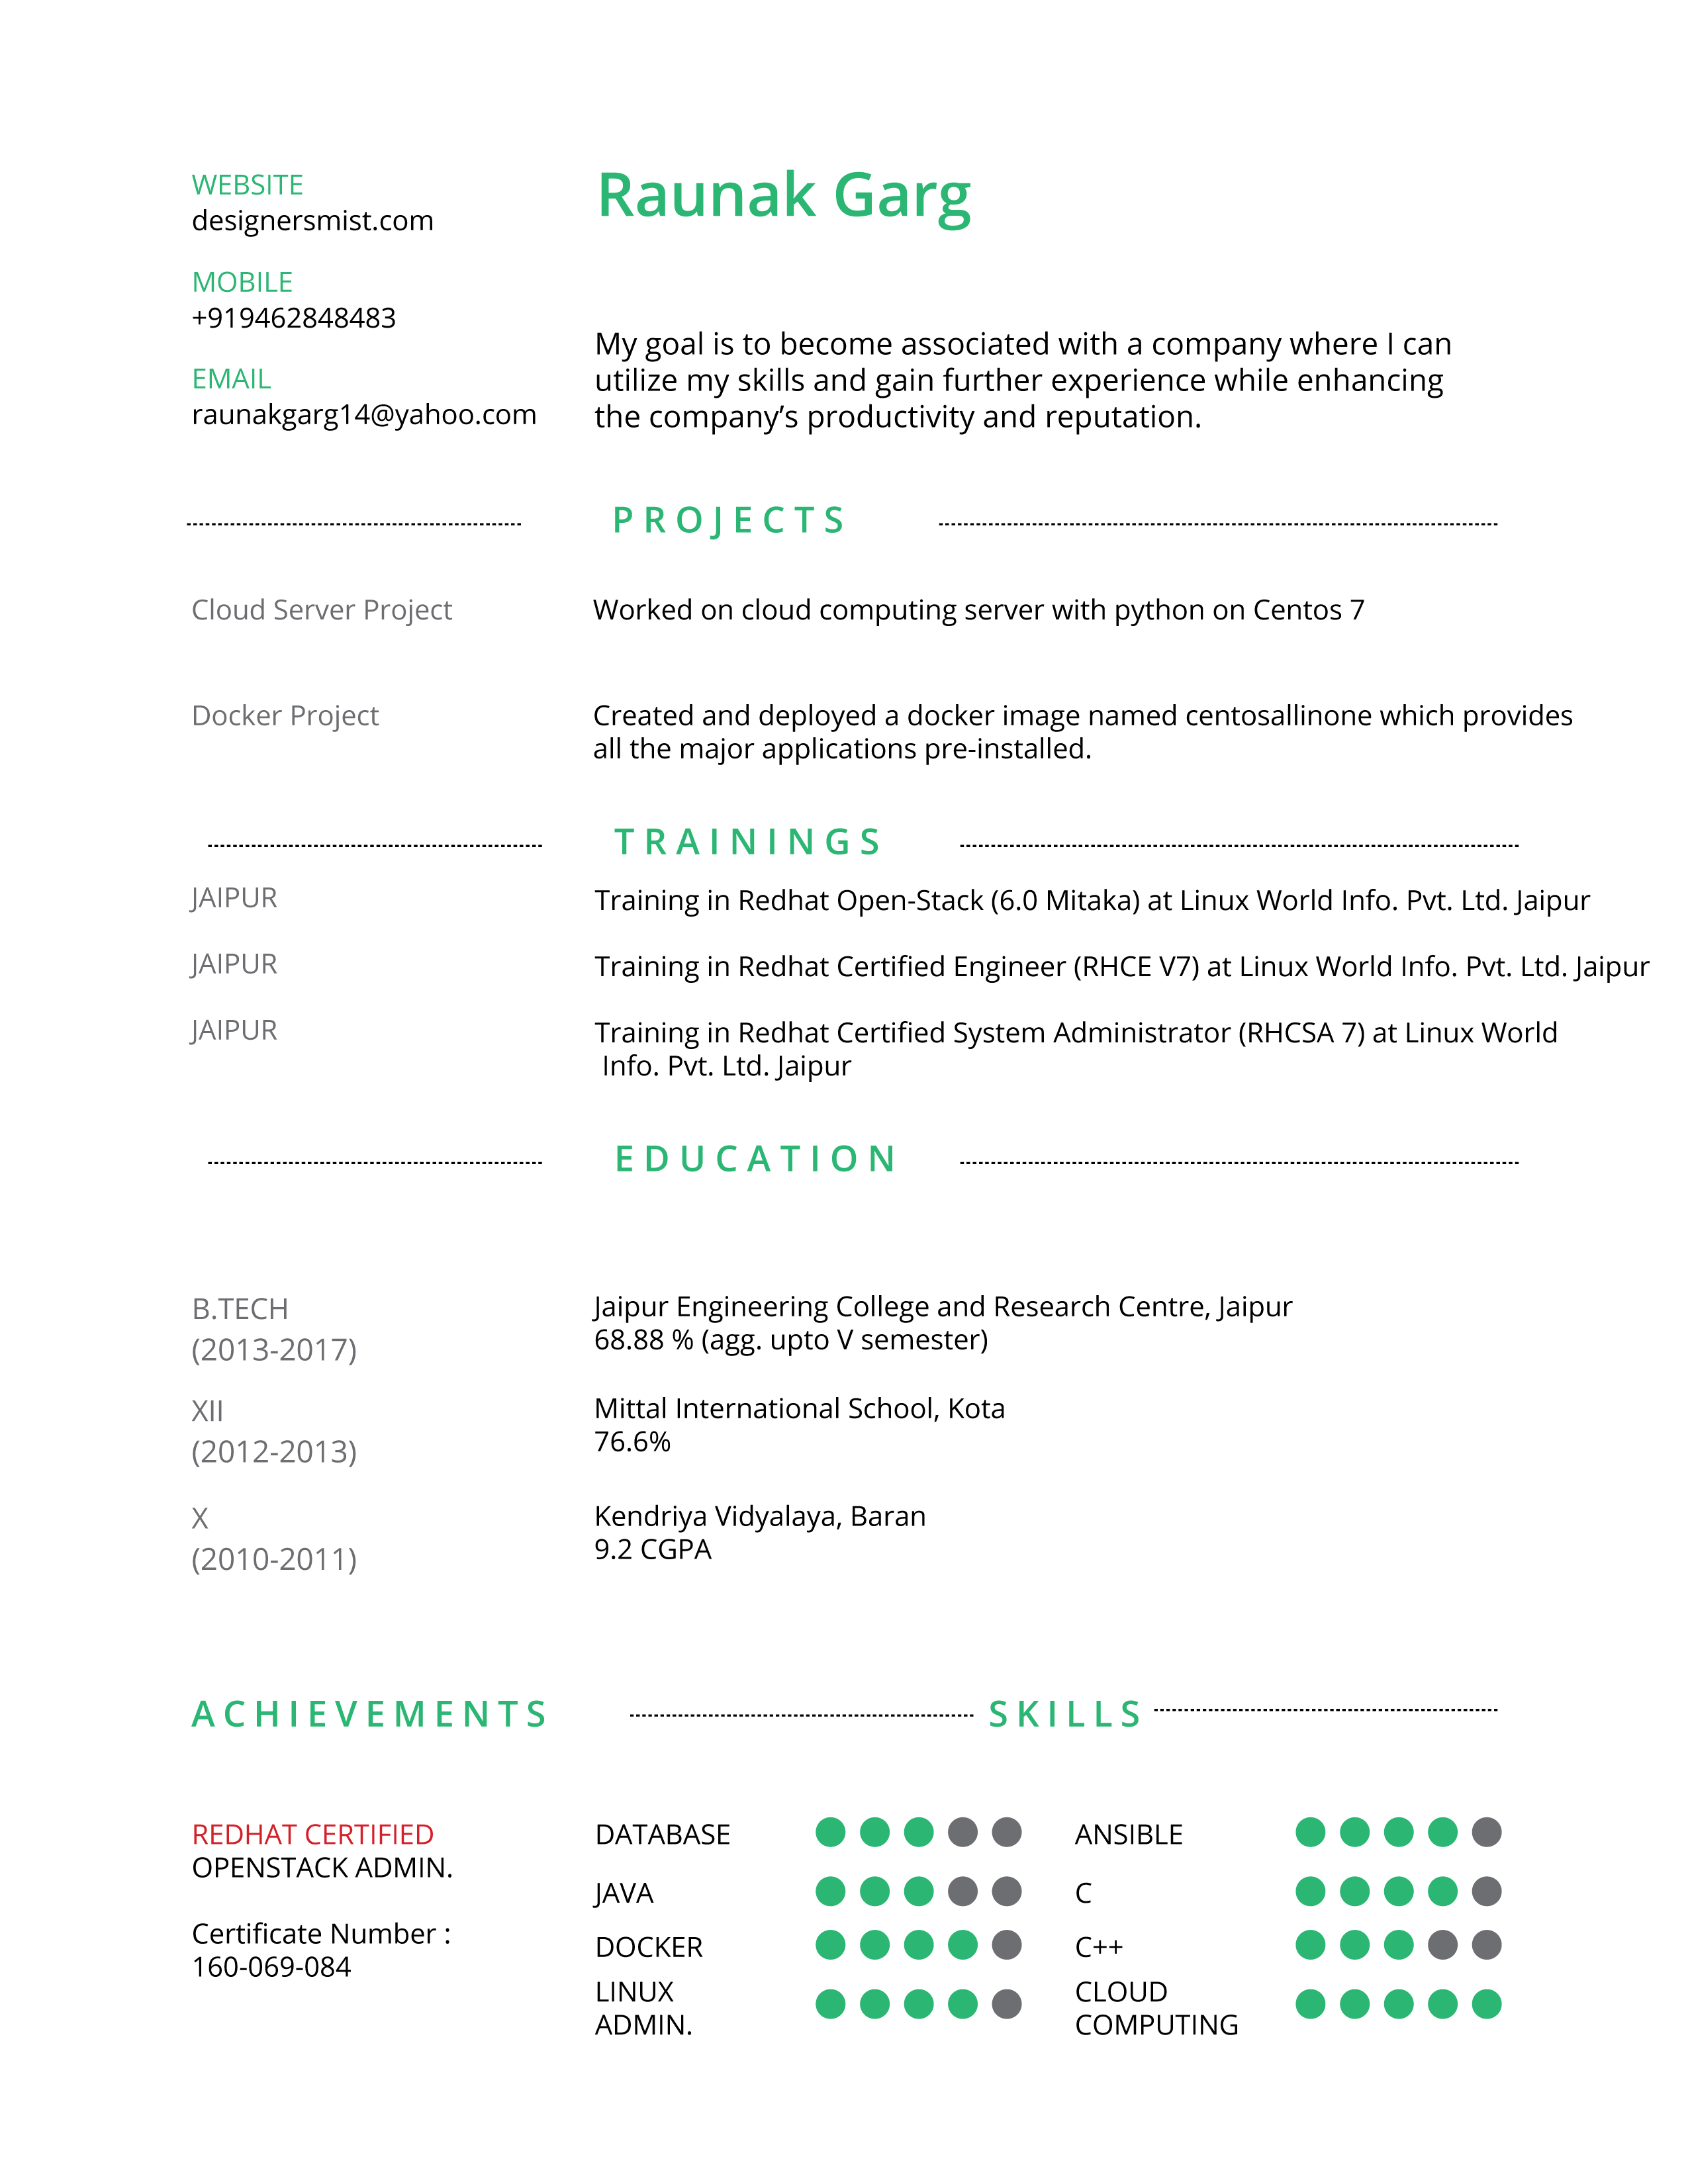 WEBSITE
designersmist.com
MOBILE
+919462848483
EMAIL
raunakgarg14@yahoo.com
Raunak Garg
My goal is to become associated with a company where I can
utilize my skills and gain further experience while enhancing
the company’s productivity and reputation.
PROJECTS
Cloud Server Project
Worked on cloud computing server with python on Centos 7
Docker Project
Created and deployed a docker image named centosallinone which provides
all the major applications pre-installed.
TRAININGS
JAIPUR
Training in Redhat Open-Stack (6.0 Mitaka) at Linux World Info. Pvt. Ltd. Jaipur
JAIPUR
Training in Redhat Certified Engineer (RHCE V7) at Linux World Info. Pvt. Ltd. Jaipur
JAIPUR
Training in Redhat Certified System Administrator (RHCSA 7) at Linux World
Info. Pvt. Ltd. Jaipur
EDUCATION
B.TECH
(2013-2017)
Jaipur Engineering College and Research Centre, Jaipur
68.88 % (agg. upto V semester)
XII
(2012-2013)
Mittal International School, Kota
76.6%
X
(2010-2011)
Kendriya Vidyalaya, Baran
9.2 CGPA
ACHIEVEMENTS
REDHAT CERTIFIED
OPENSTACK ADMIN.
Certificate Number :
160-069-084
SKILLS
DATABASE
JAVA
DOCKER
LINUX
ADMIN.
ANSIBLE
C
C++
CLOUD
COMPUTING